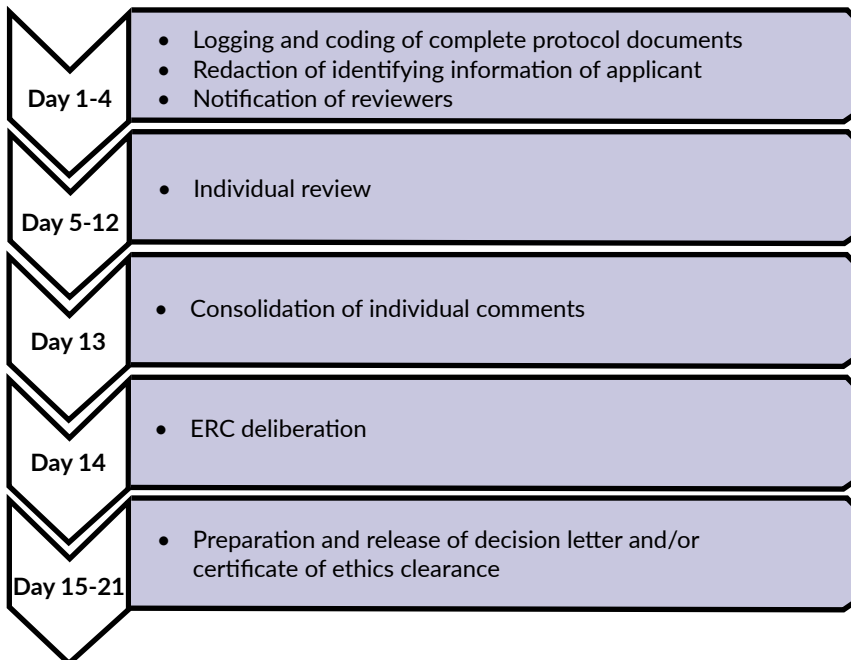 • Logging and coding of complete protocol documents
• Redaction of identifying information of applicant
• Notification of reviewers
Day 1-4
• Individual review
Day 5-12
• Consolidation of individual comments
Day 13
• ERC deliberation
Day 14
• Preparation and release of decision letter and/or
certificate of ethics clearance
Day 15-21